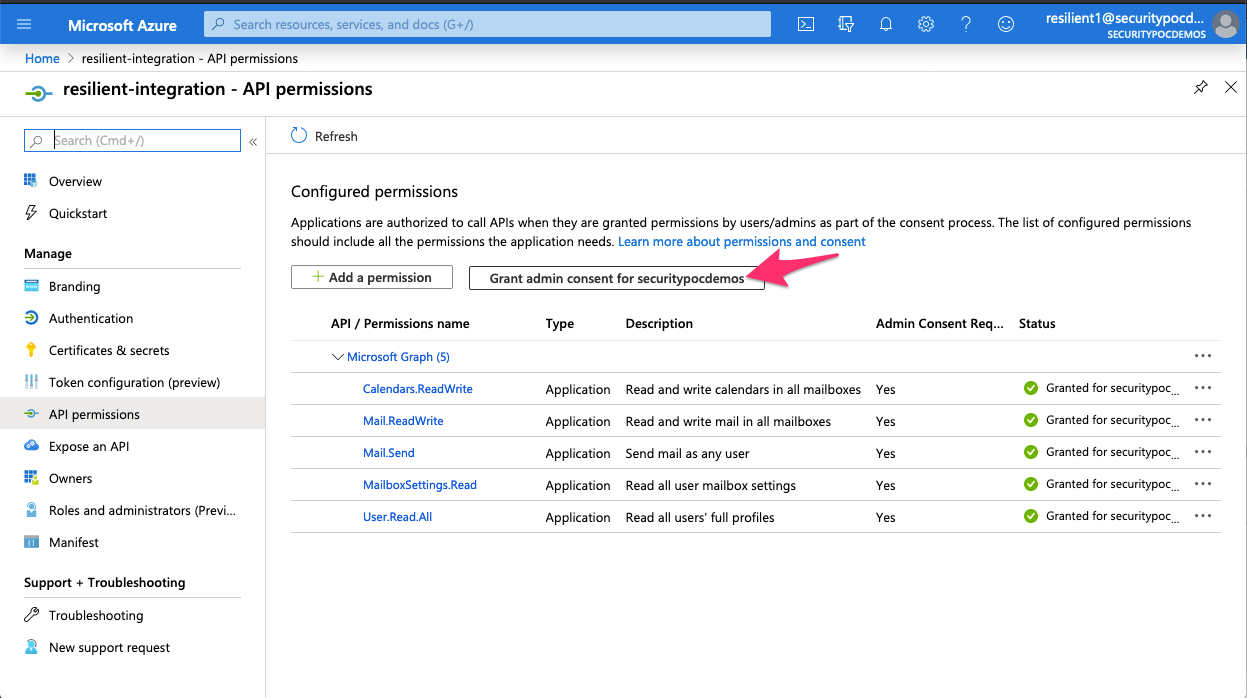 Microsoft Azure
Search resources, services, and docs (G+/)
resilient1@securitypocd...
SECURITYPOCDEMOS
Home > resilient-integration - API permissions
resilient-integration - API permissions
Search (Cmd+/)
«
Overview
Quickstart
Manage
Branding
Authentication
Certificates & secrets
Token configuration (preview)
API permissions
Expose an API
Owners
Roles and administrators (Previ...
Manifest
Support + Troubleshooting
Troubleshooting
New support request
Refresh
Configured permissions
Applications are authorized to call APIs when they are granted permissions by users/admins as part of the consent process. The list of configured permissions
should include all the permissions the application needs. Learn more about permissions and consent
+ Add a permission Grant admin consent for securitypocdemos
API / Permissions name Type Description Admin Consent Req... Status
Microsoft Graph (5) ...
Calendars.ReadWrite Application Read and write calendars in all mailboxes Yes Granted for securitypoc... ...
Mail.ReadWrite Application Read and write mail in all mailboxes Yes Granted for securitypoc... ...
Mail.Send Application Send mail as any user Yes Granted for securitypoc... ...
MailboxSettings.Read Application Read all user mailbox settings Yes Granted for securitypoc... ...
User.Read.All Application Read all users' full profiles Yes Granted for securitypoc... ...